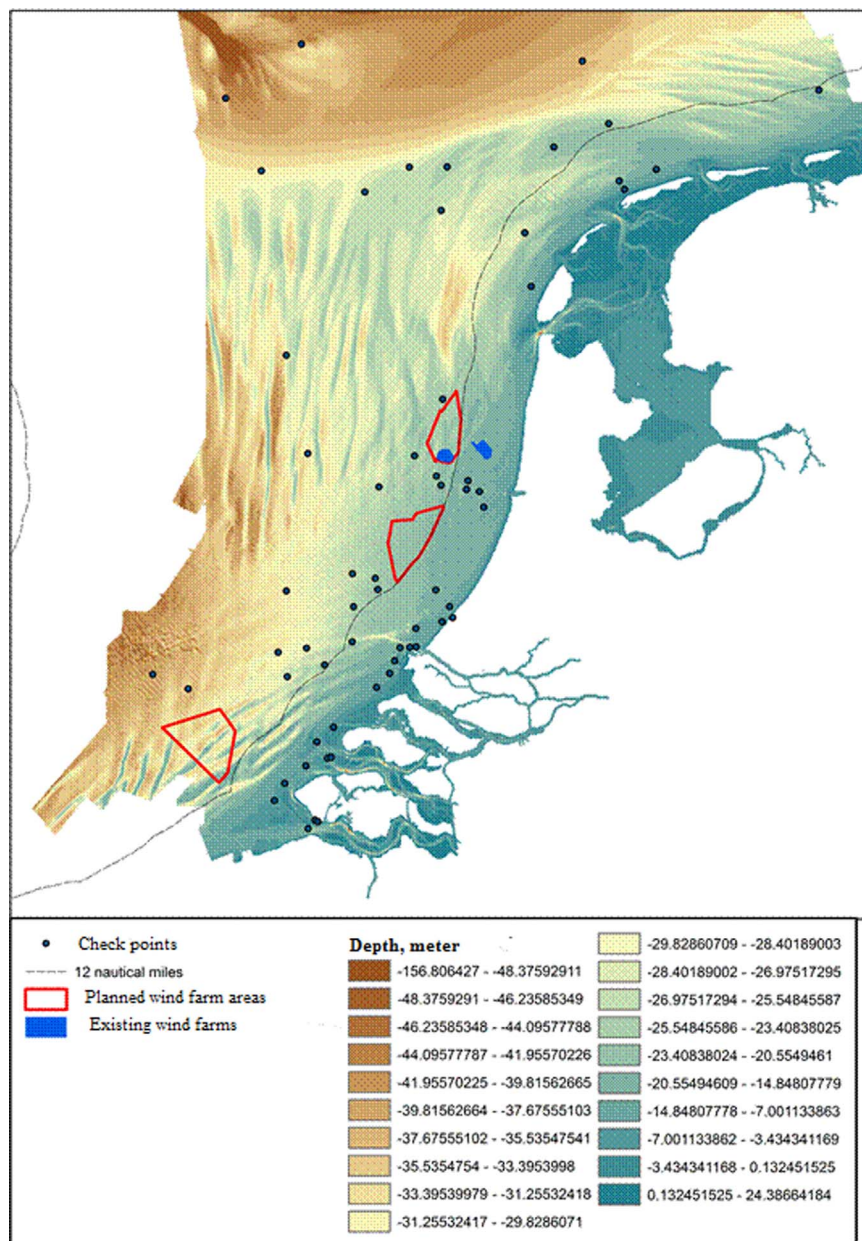 Check points
12 nautical miles
Planned wind farm areas
Existing wind farms
Depth, meter
-156.806427 - -48.37592911
-48.3759291 - -46.23585349
-46.23585348 - -44.09577788
-44.09577787 - -41.95570226
-41.95570225 - -39.81562665
-39.81562664 - -37.67555103
-37.67555102 - -35.53547541
-35.5354754 - -33.3953998
-33.39539979 - -31.25532418
-31.25532417 - -29.8286071
-29.82860709 - -28.40189003
-28.40189002 - -26.97517295
-26.97517294 - -25.54845587
-25.54845586 - -23.40838025
-23.40838024 - -20.5549461
-20.55494609 - -14.84807779
-14.84807778 - -7.001133863
-7.001133862 - -3.434341169
-3.434341168 - 0.132451525
0.132451525 - 24.38664184